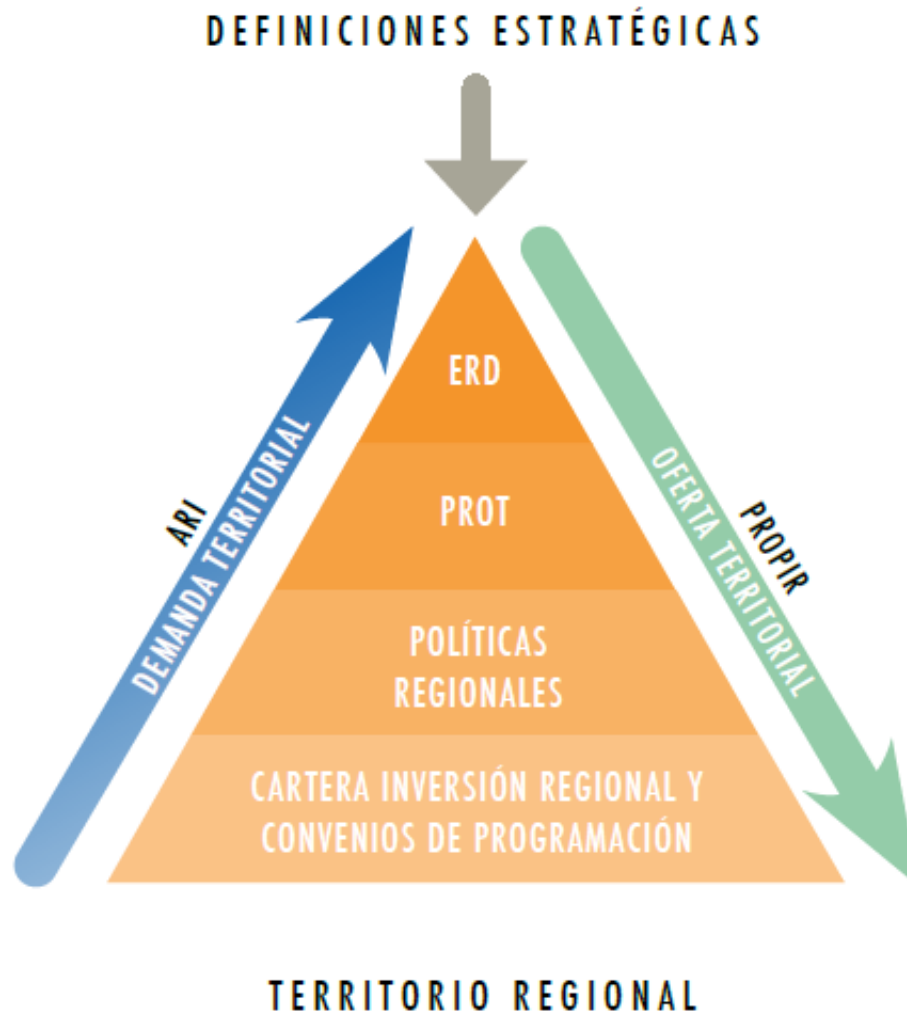 DEFINICIONES ESTRATÉGICAS
ERD
PROT
POLÍTICAS
REGIONALES
CARTERA INVERSIÓN REGIONAL Y
CONVENIOS DE PROGRAMACIÓN
ARI
DEMANDA TERRITORIAL
OFERTA TERRITORIAL
PROPIR
TERRITORIO REGIONAL